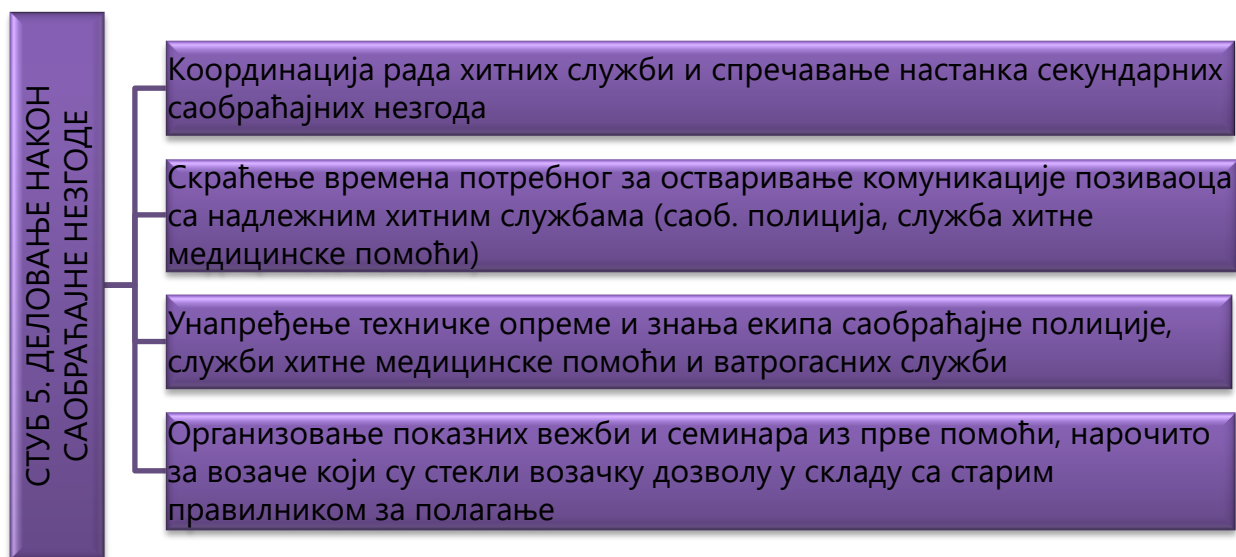 СТУБ 5. ДЕЛОВАЊЕ НАКОН
САОБРАЋАЈНЕ НЕЗГОДЕ
Координација рада хитних служби и спречавање настанка секундарних
саобраћајних незгода
Скраћење времена потребног за остваривање комуникације позиваоца
са надлежним хитним службама (саоб. полиција, служба хитне
медицинске помоћи)
Унапређење техничке опреме и знања екипа саобраћајне полиције,
служби хитне медицинске помоћи и ватрогасних служби
Организовање показних вежби и семинара из прве помоћи, нарочито
за возаче који су стекли возачку дозволу у складу са старим
правилником за полагање